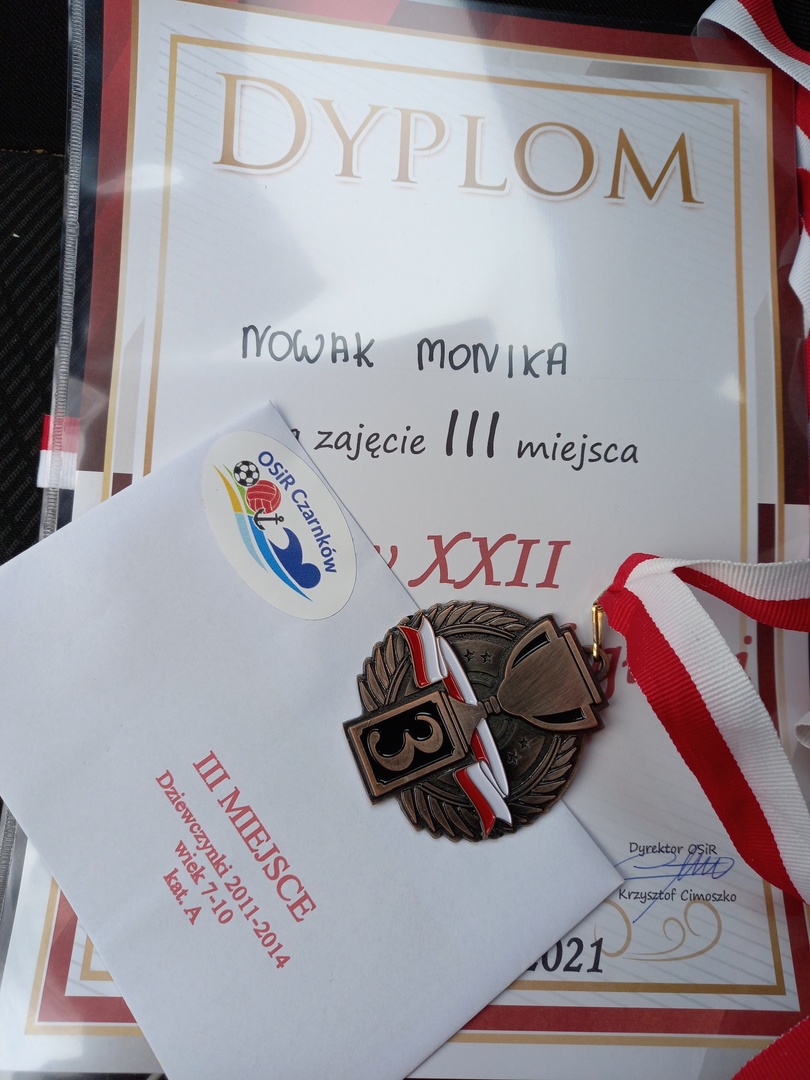 DYPLOM
NOWAK MONIKA
zajęcie III miejsca
XXII
OSiR Czarnków
3
III MIEJSCE
Dziewczynki 2011-2014
wiek 7-10
kat. A
Dyrektor OSiR
Krzysztof Cimoszko
2021